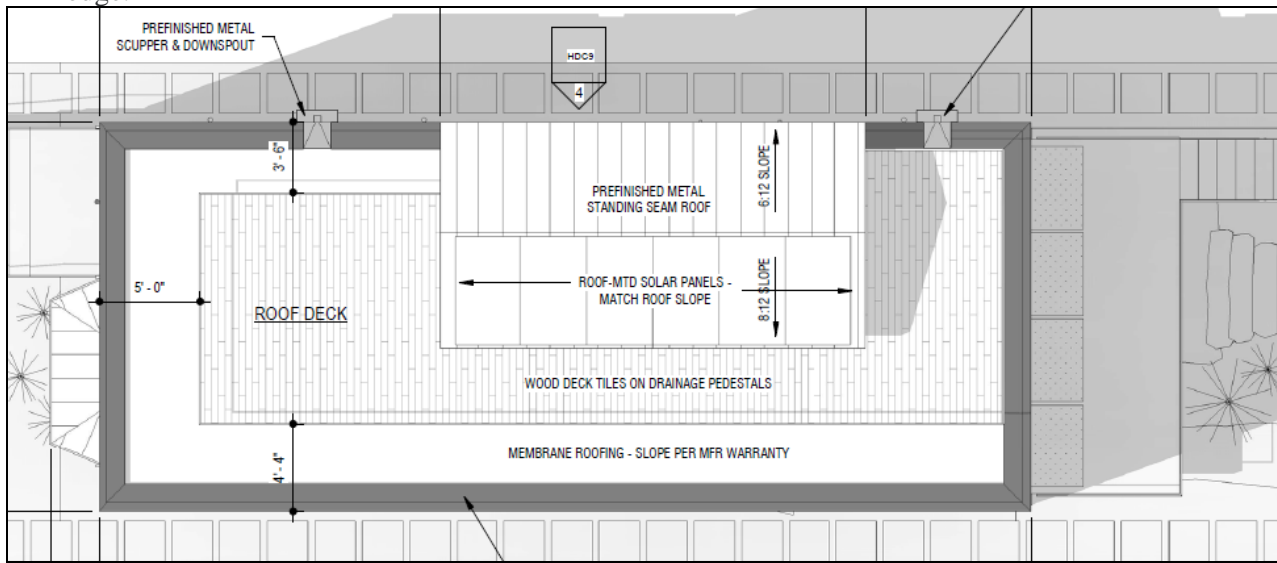 PREFINISHED METAL
SCUPPER & DOWNSPOUT
HDC9
4
3' - 6"
PREFINISHED METAL
STANDING SEAM ROOF
6:12 SLOPE
5' - 0"
ROOF DECK
ROOF-MTD SOLAR PANELS -
MATCH ROOF SLOPE
8:12 SLOPE
WOOD DECK TILES ON DRAINAGE PEDESTALS
4' - 4"
MEMBRANE ROOFING - SLOPE PER MFR WARRANTY